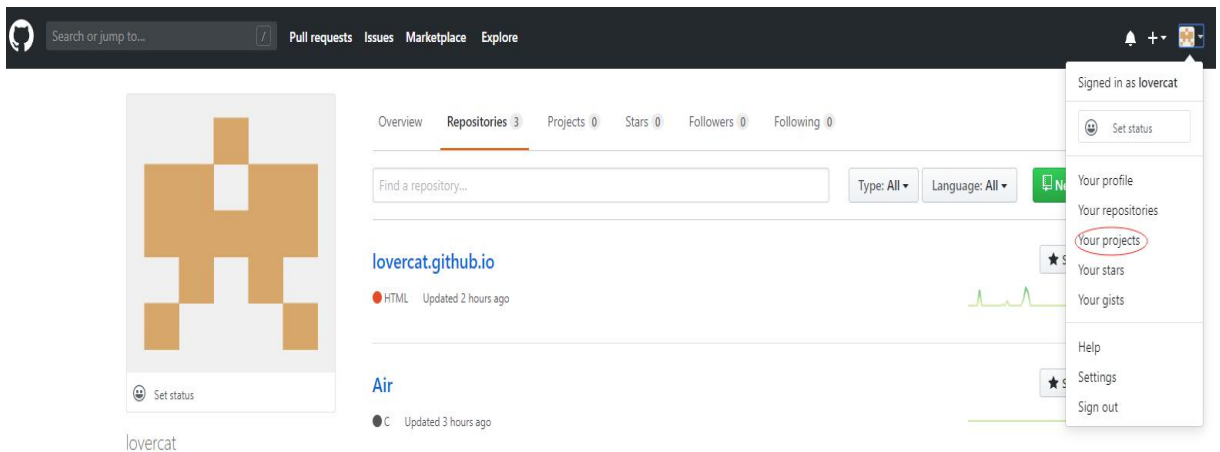 Search or jump to... / Pull requests Issues Marketplace Explore
Signed in as lovercat
Set status
Overview Repositories 3 Projects 0 Stars 0 Followers 0 Following 0
Find a repository... Type: All Language: All
Your profile
Your repositories
Your projects
Your stars
Your gists
Help
Settings
Sign out
lovercat.github.io
HTML Updated 2 hours ago
Air
C Updated 3 hours ago
Set status
lovercat